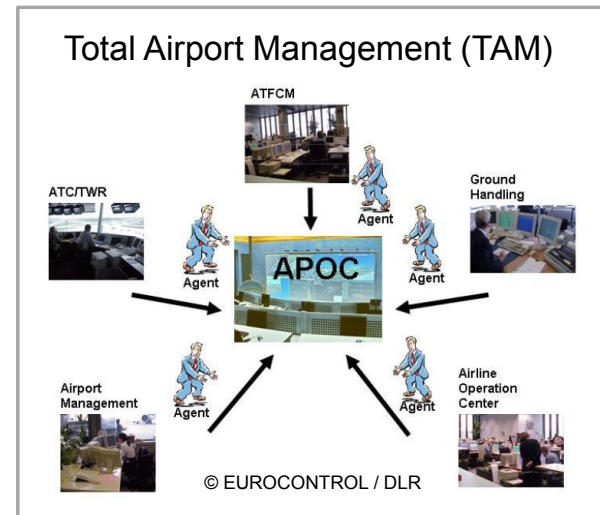 Total Airport Management (TAM)
ATFCM
Agent
ATC/TWR
Agent
Ground
Handling
Agent
APOC
Airport
Management
Agent
Airline
Operation
Center
Agent
© EUROCONTROL / DLR